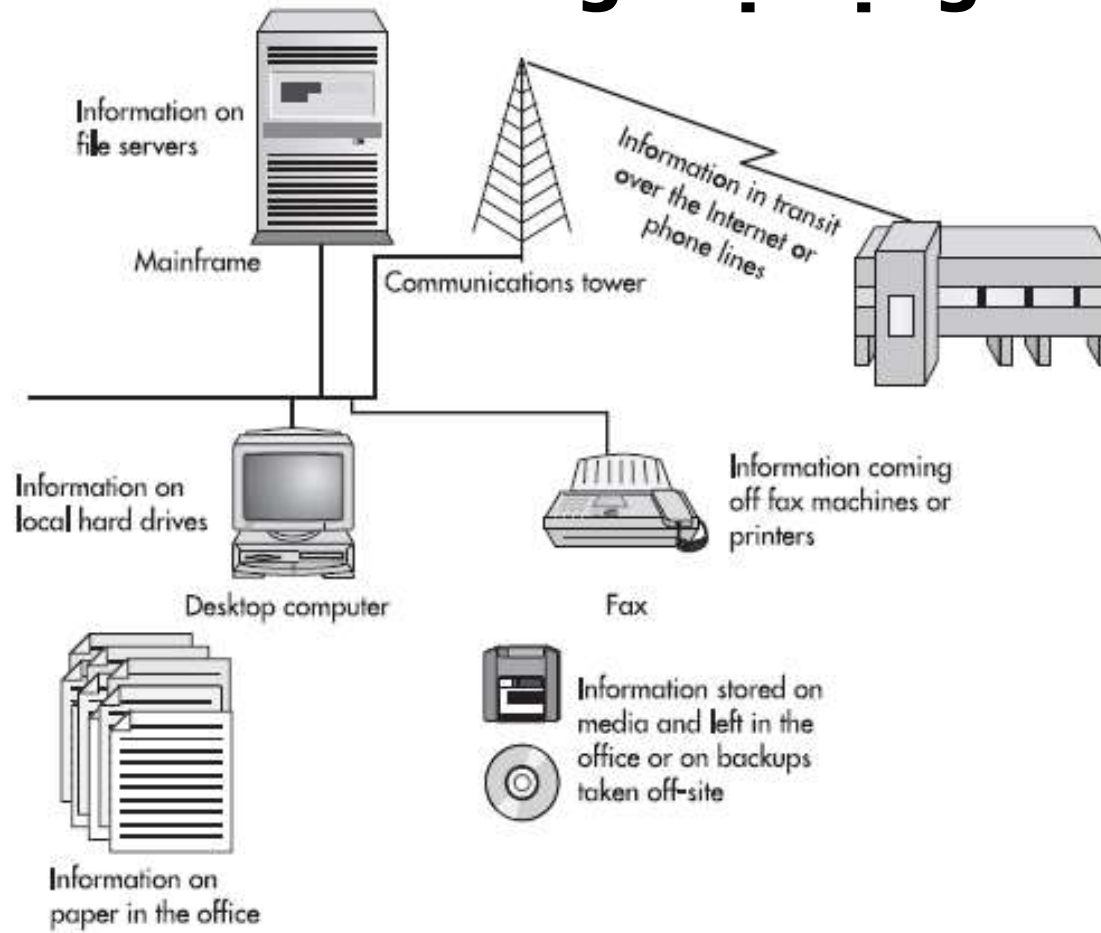 Information on
file servers
Mainframe
Communications tower
Information in transit
over the Internet or
phone lines
Information on
local hard drives
Desktop computer
Information coming
off fax machines or
printers
Fax
Information stored on
media and left in the
office or on backups
taken off-site
Information on
paper in the office